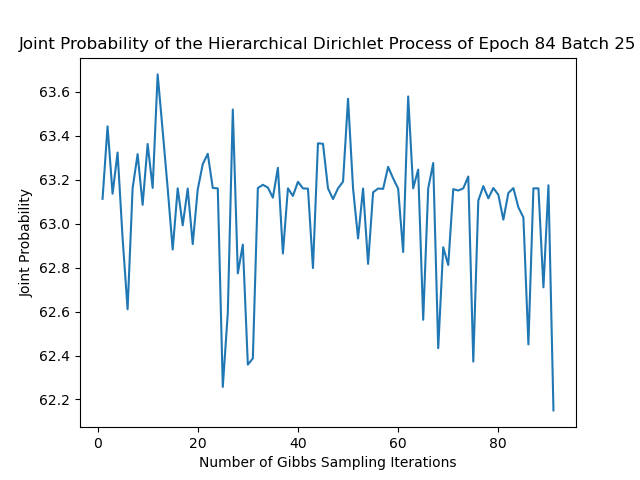 Joint Probability of the Hierarchical Dirichlet Process of Epoch 84 Batch 25
63.6
63.4
63.2
63.0
62.8
62.6
62.4
62.2
Joint Probability
0 20 40 60 80
Number of Gibbs Sampling Iterations